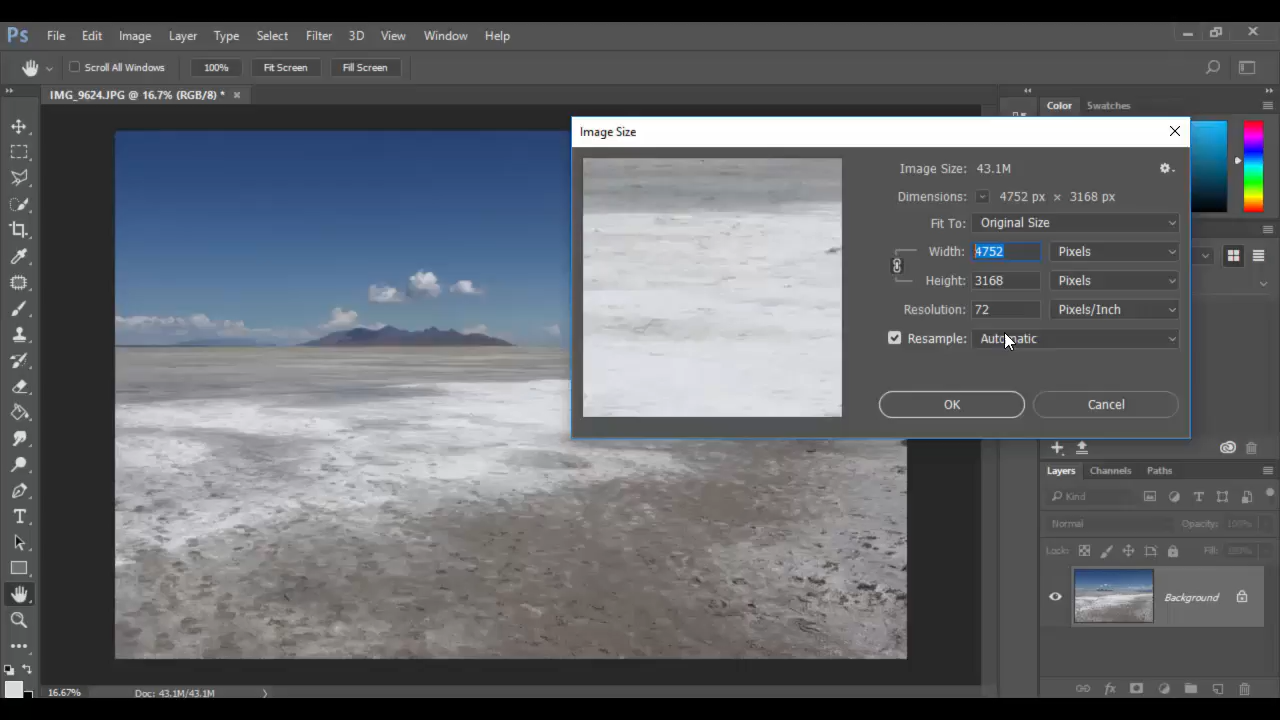 Ps File Edit Image Layer Type Select Filter 3D View Window Help
Scroll All Windows 100% Fit Screen Fill Screen
IMG_9624.JPG @ 16.7% (RGB/8) * ×
Color Swatches
Image Size
Image Size: 43.1M
Dimensions: 4752 px × 3168 px
Fit To: Original Size
Width: 4752 Pixels
Height: 3168 Pixels
Resolution: 72 Pixels/Inch
Resample: Automatic
OK Cancel
Layers Channels Paths
Kind
Normal Opacity: 100%
Lock: Fill: 100%
Background
16.67% Doc: 43.1M/43.1M